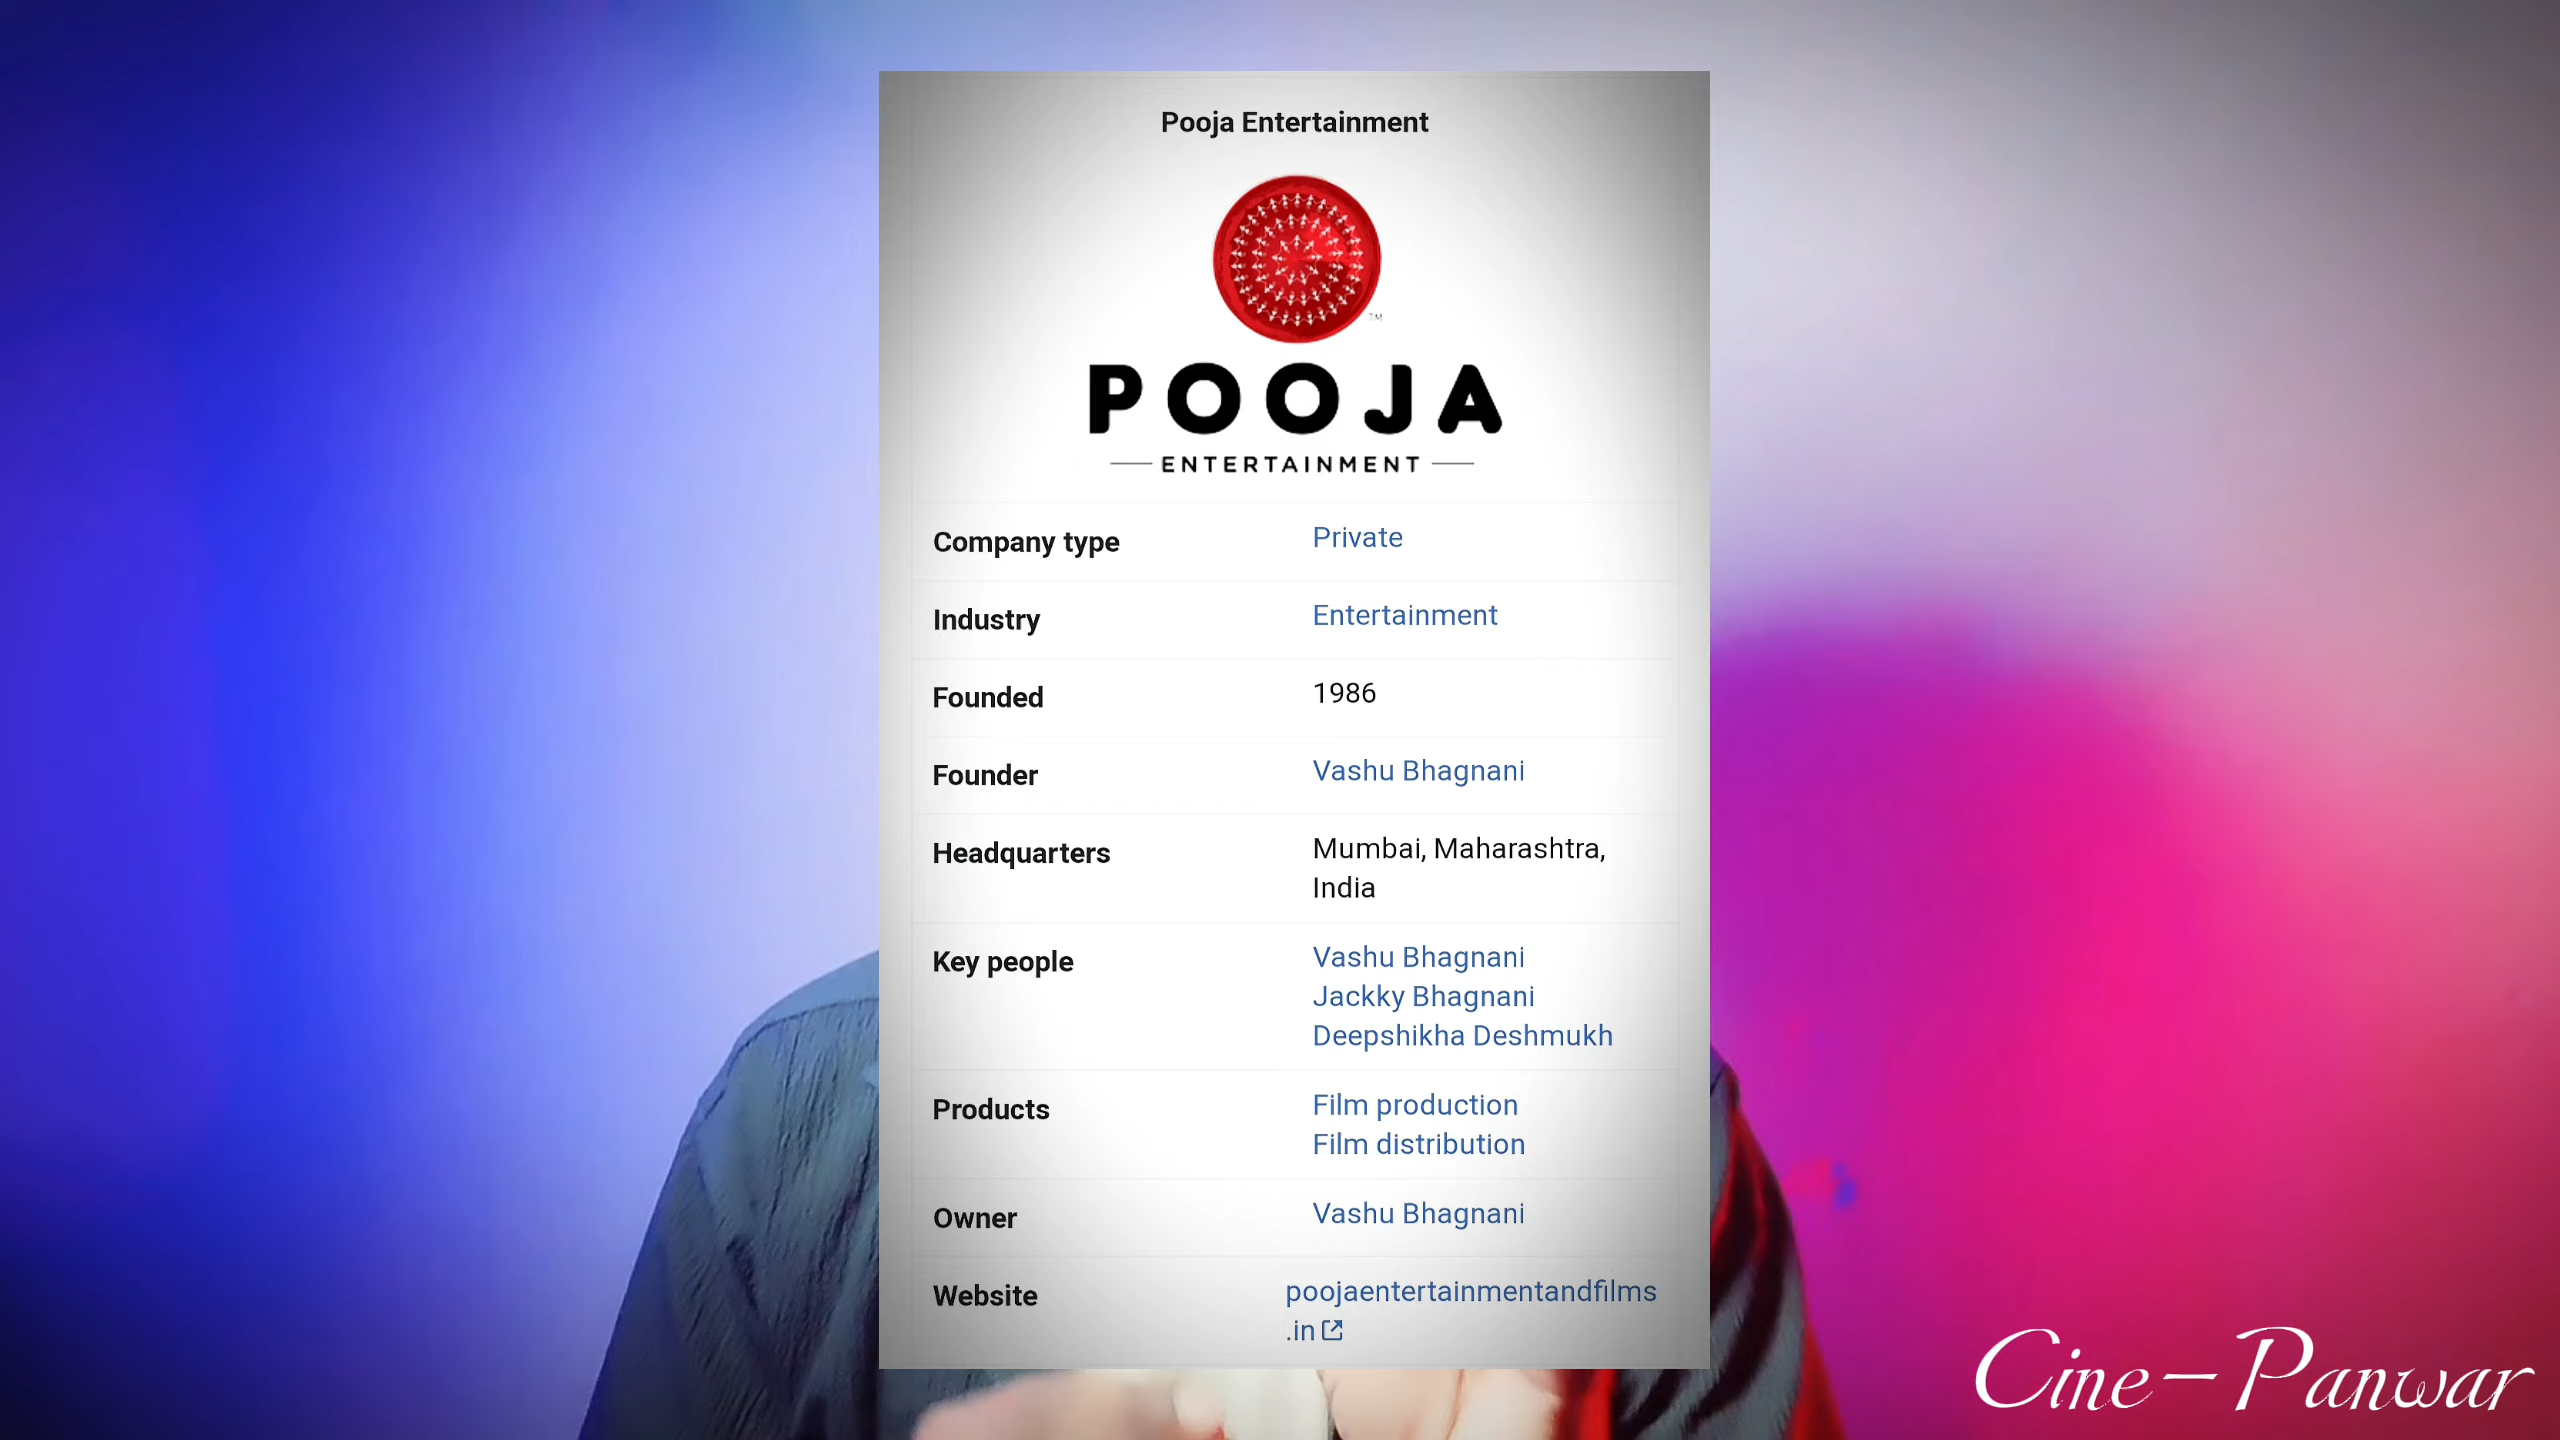 Pooja Entertainment
TM
POOJA
ENTERTAINMENT
Company type Private
Industry Entertainment
Founded 1986
Founder Vashu Bhagnani
Headquarters Mumbai, Maharashtra,
India
Key people Vashu Bhagnani
Jackky Bhagnani
Deepshikha Deshmukh
Products Film production
Film distribution
Owner Vashu Bhagnani
Website poojaentertainmentandfilms
.in
Cine-Panwar